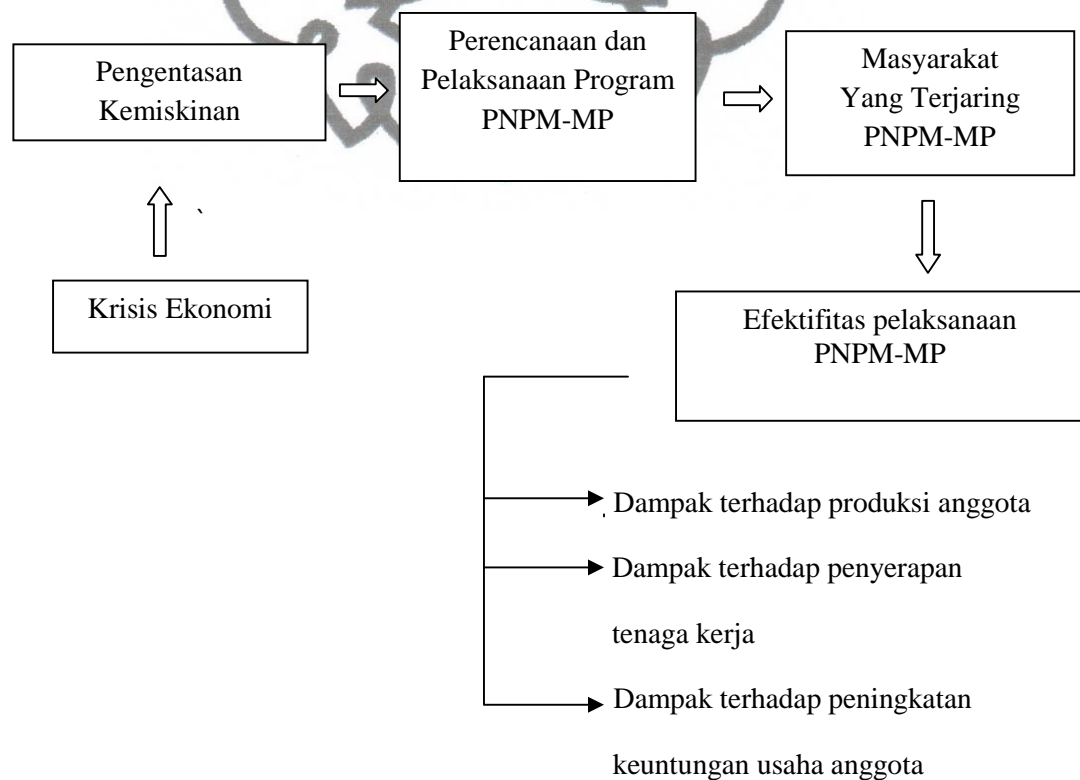 Pengentasan
Kemiskinan
Perencanaan dan
Pelaksanaan Program
PNPM-MP
Masyarakat
Yang Terjaring
PNPM-MP
Krisis Ekonomi
Efektifitas pelaksanaan
PNPM-MP
Dampak terhadap produksi anggota
Dampak terhadap penyerapan
tenaga kerja
Dampak terhadap peningkatan
keuntungan usaha anggota